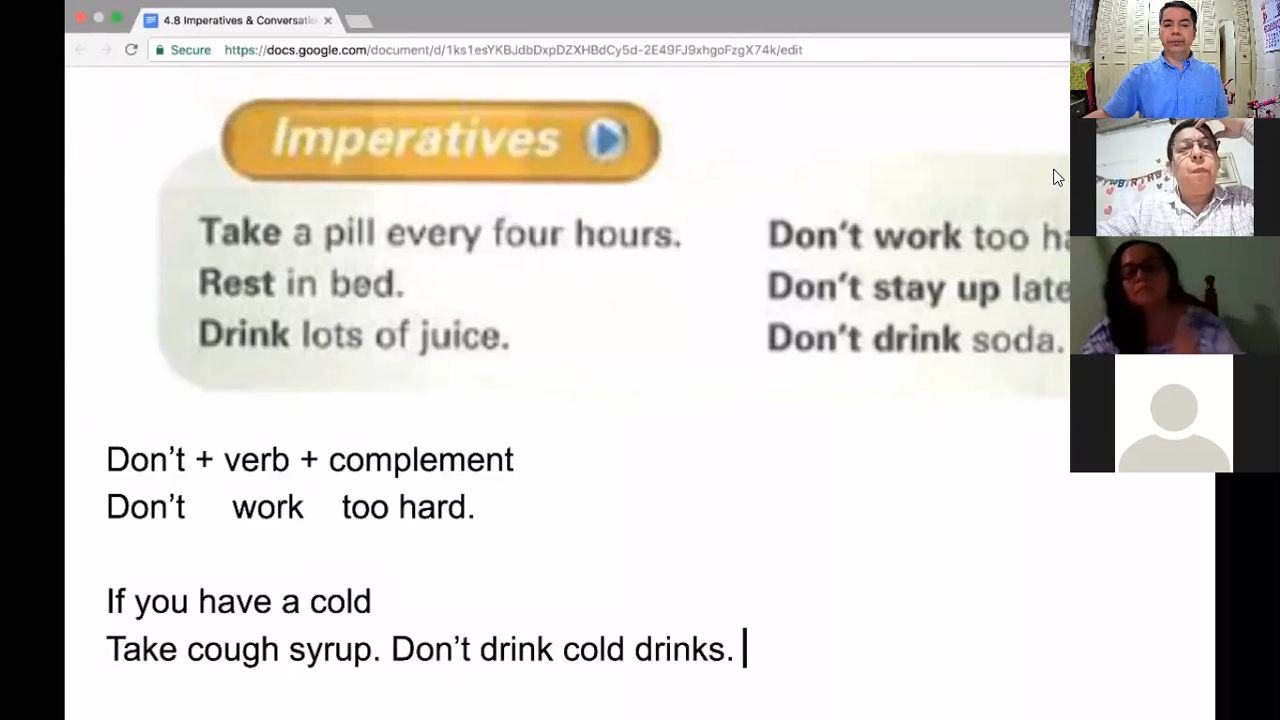 4.8 Imperatives & Conversati
Secure https://docs.google.com/document/d/1ks1esYKBJdbDxpDZXHBdCy5d-2E49FJ9xhgoFzgX74k/edit
Imperatives
Take a pill every four hours.
Rest in bed.
Drink lots of juice.
Don't work too ha
Don't stay up late
Don't drink soda.
Don't + verb + complement
Don't work too hard.
If you have a cold
Take cough syrup. Don't drink cold drinks.